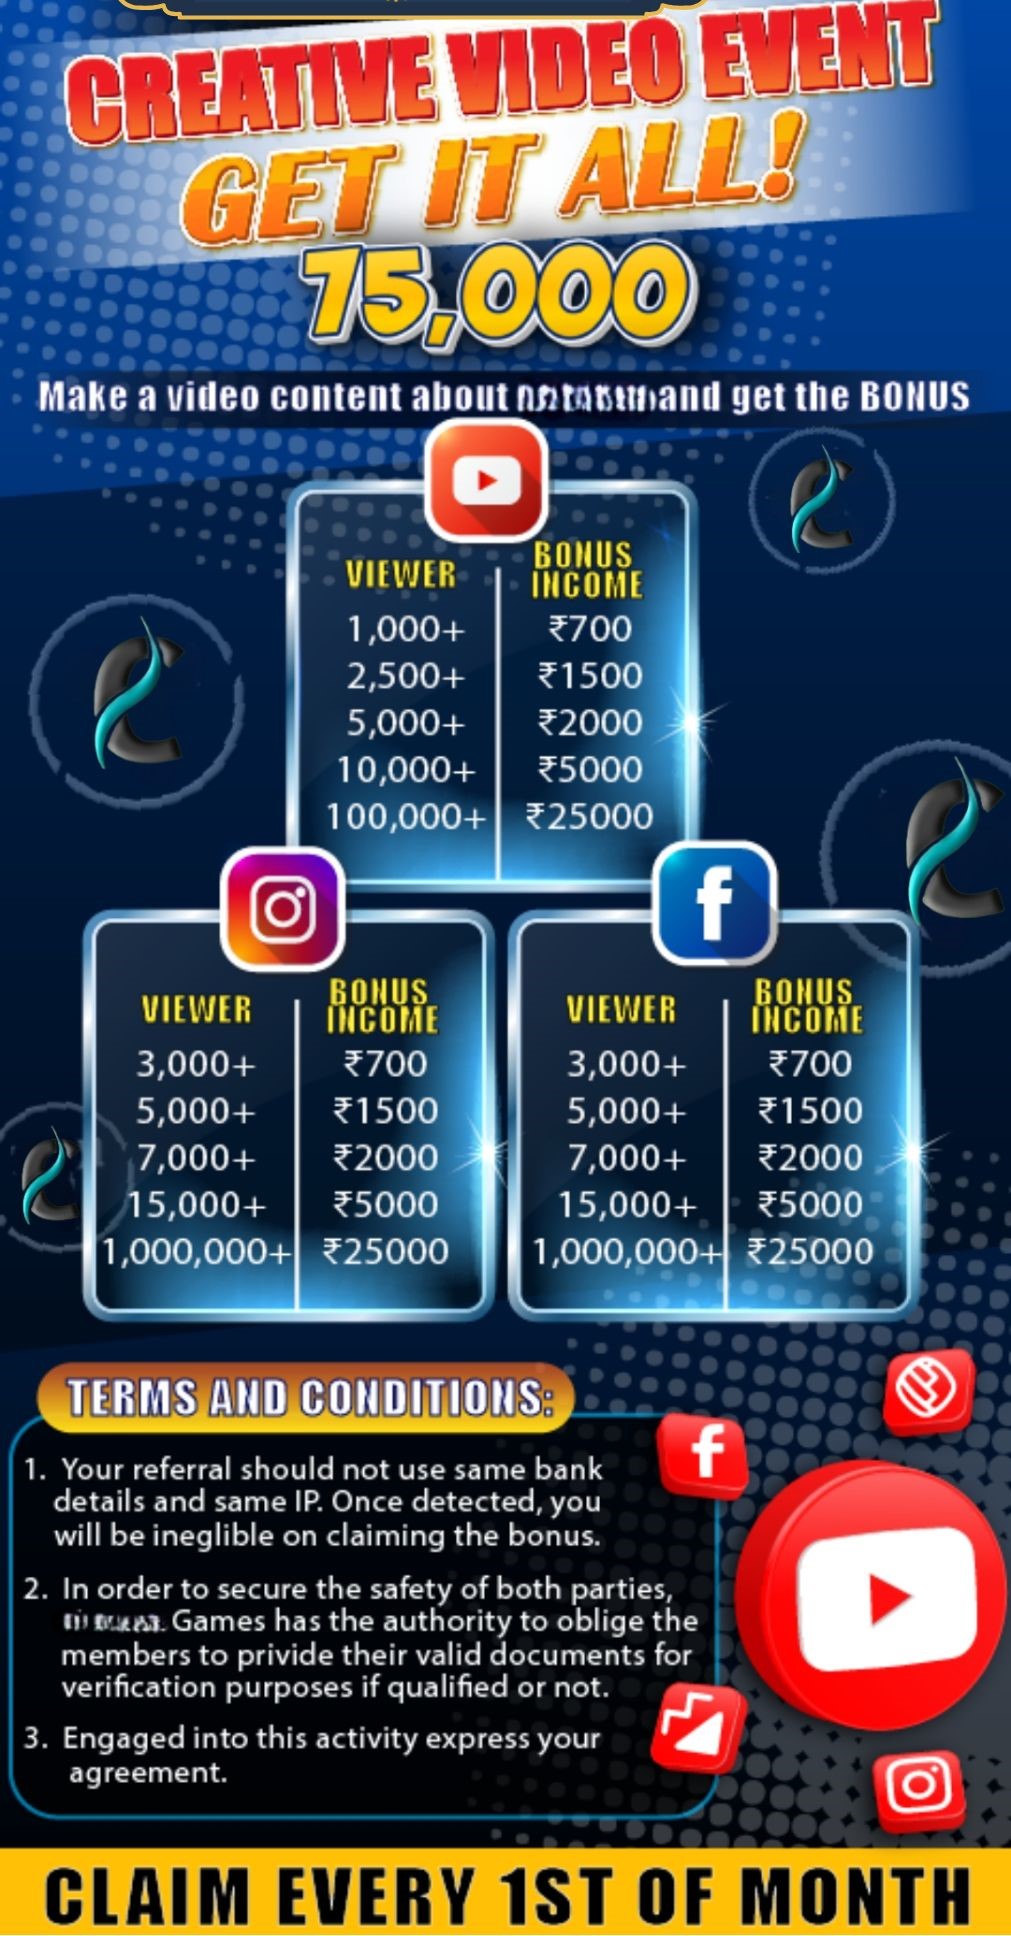 CREATIVE VIDEO EVENT
GET IT ALL!
75,000
Make a video content about and get the BONUS
VIEWER BONUS INCOME
1,000+ ₹700
2,500+ ₹1500
5,000+ ₹2000
10,000+ ₹5000
100,000+ ₹25000
VIEWER BONUS INCOME
3,000+ ₹700
5,000+ ₹1500
7,000+ ₹2000
15,000+ ₹5000
1,000,000+ ₹25000
VIEWER BONUS INCOME
3,000+ ₹700
5,000+ ₹1500
7,000+ ₹2000
15,000+ ₹5000
1,000,000+ ₹25000
TERMS AND CONDITIONS:
1. Your referral should not use same bank
details and same IP. Once detected, you
will be ineglible on claiming the bonus.
2. In order to secure the safety of both parties,
Games has the authority to oblige the
members to privide their valid documents for
verification purposes if qualified or not.
3. Engaged into this activity express your
agreement.
CLAIM EVERY 1ST OF MONTH